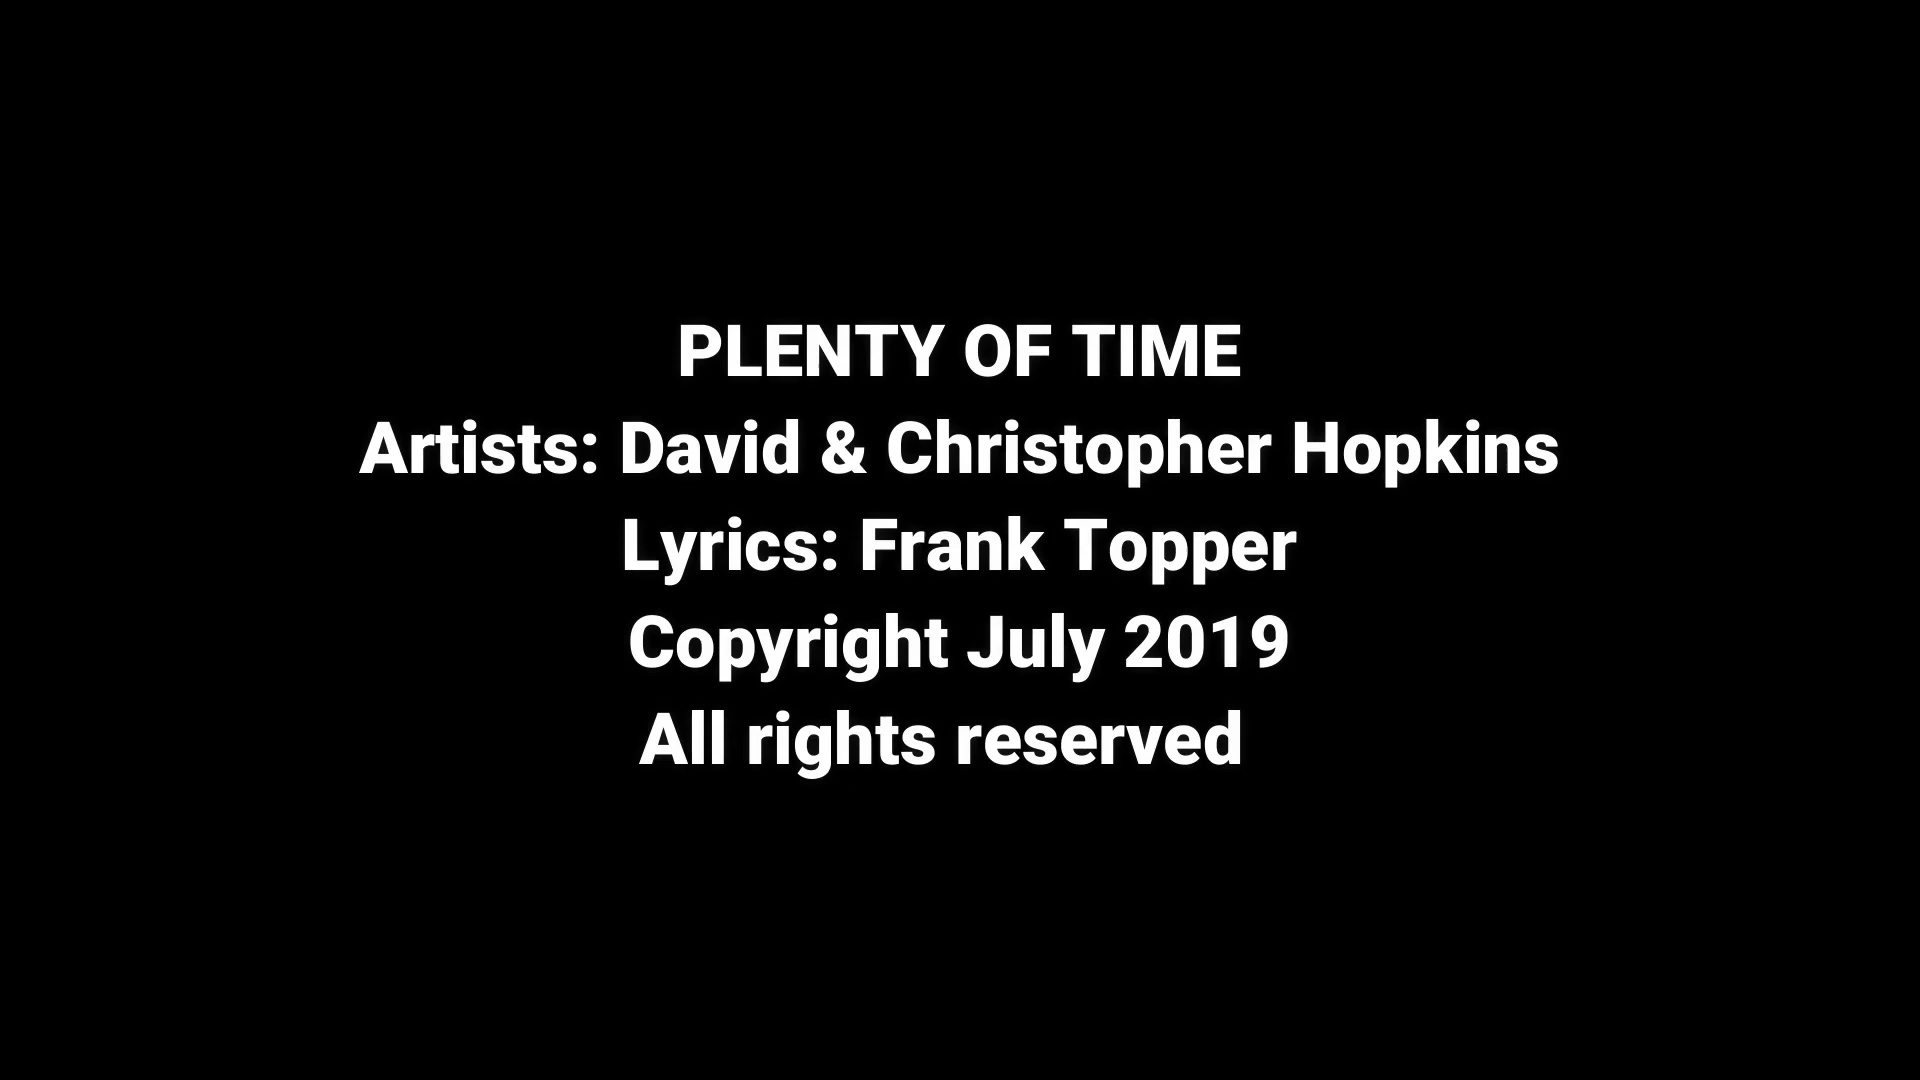 PLENTY OF TIME
Artists: David & Christopher Hopkins
Lyrics: Frank Topper
Copyright July 2019
All rights reserved